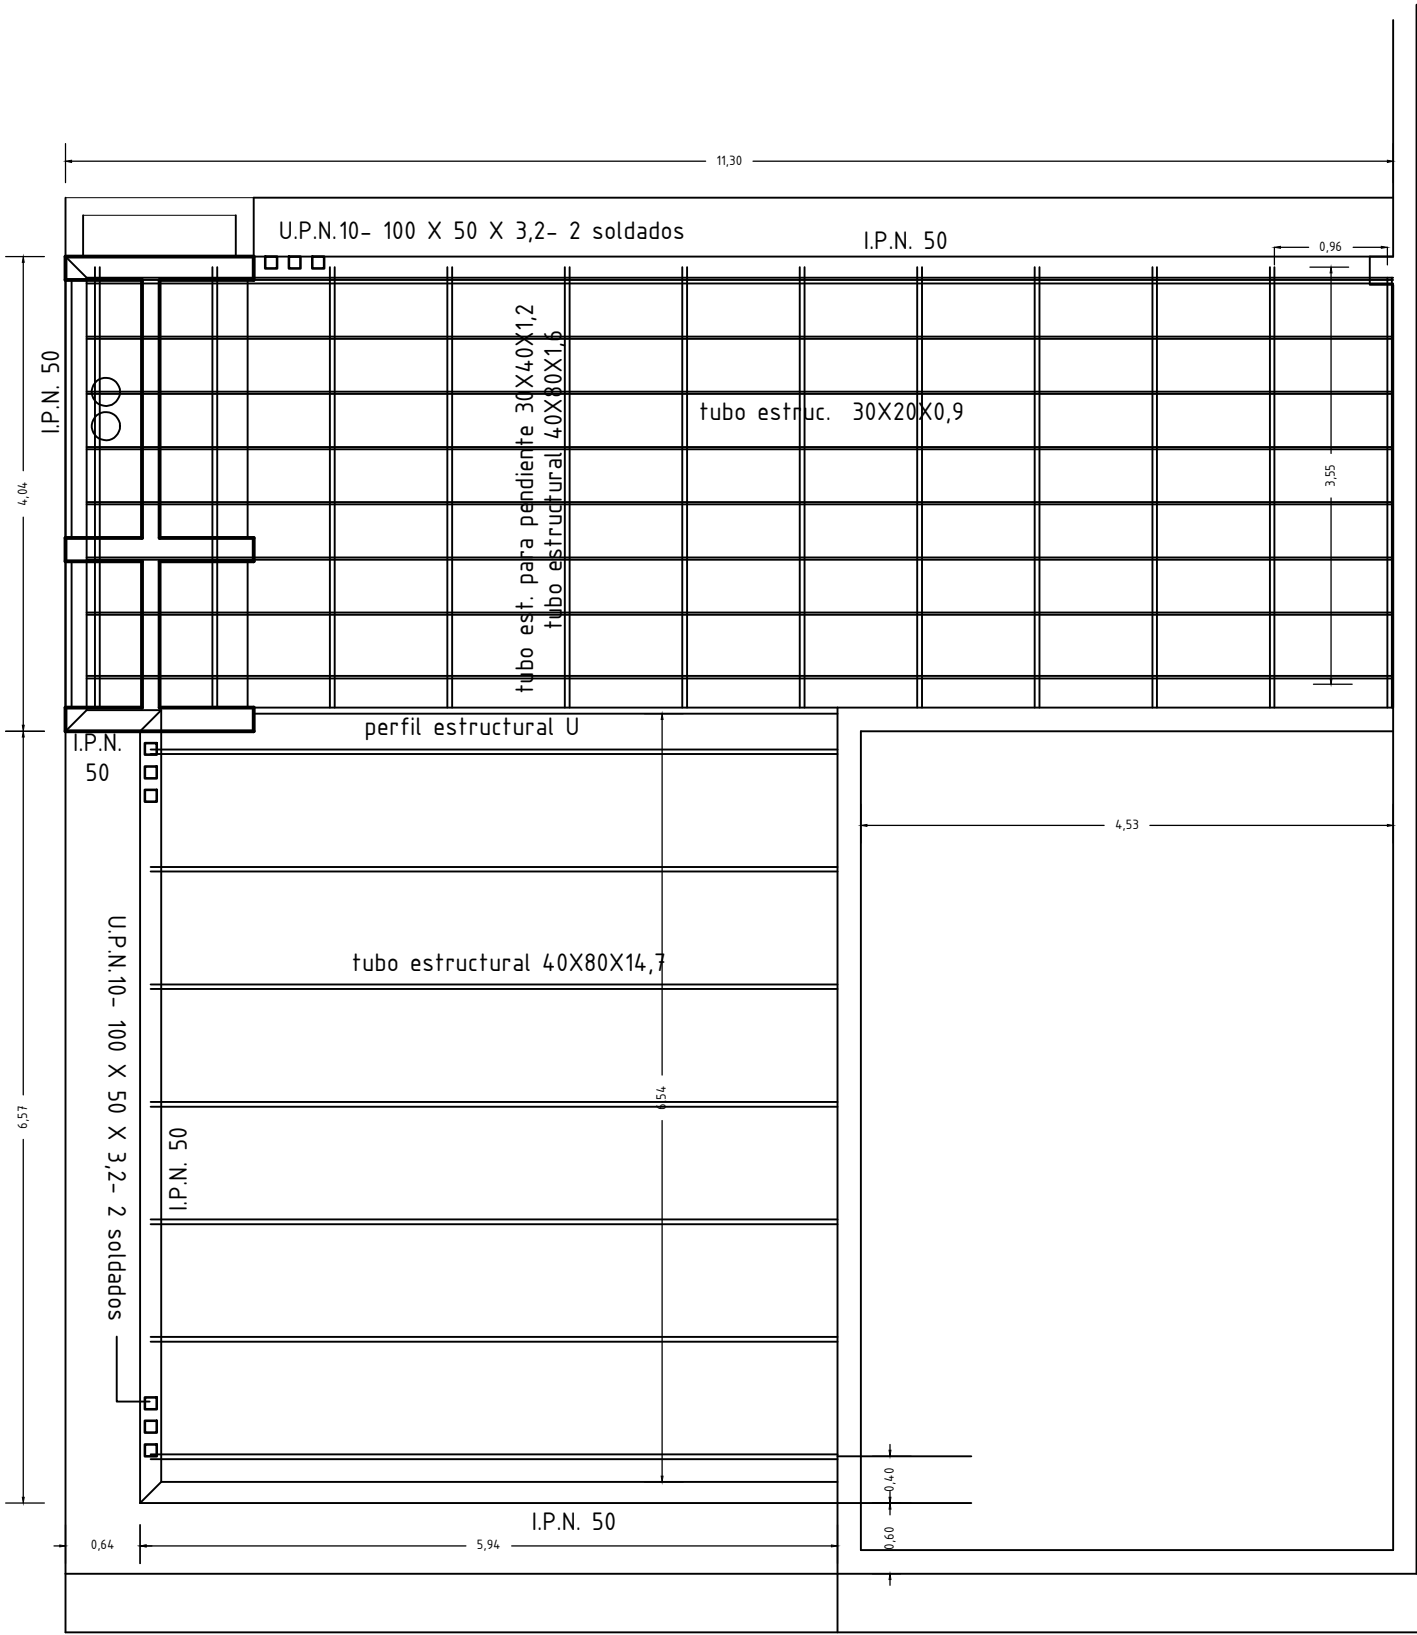 11,30
U.P.N.10- 100 X 50 X 3,2- 2 soldados
I.P.N. 50
0,96
I.P.N. 50
tubo est. para pendiente 30X40X1,2
tubo estructural 40X80X1,6
tubo estruc. 30X20X0,9
3,55
4,04
perfil estructural U
I.P.N.
50
4,53
U.P.N.10- 100 X 50 X 3,2- 2 soldados
tubo estructural 40X80X14,7
6,54
6,57
I.P.N. 50
0,40
I.P.N. 50
0,60
0,64
5,94